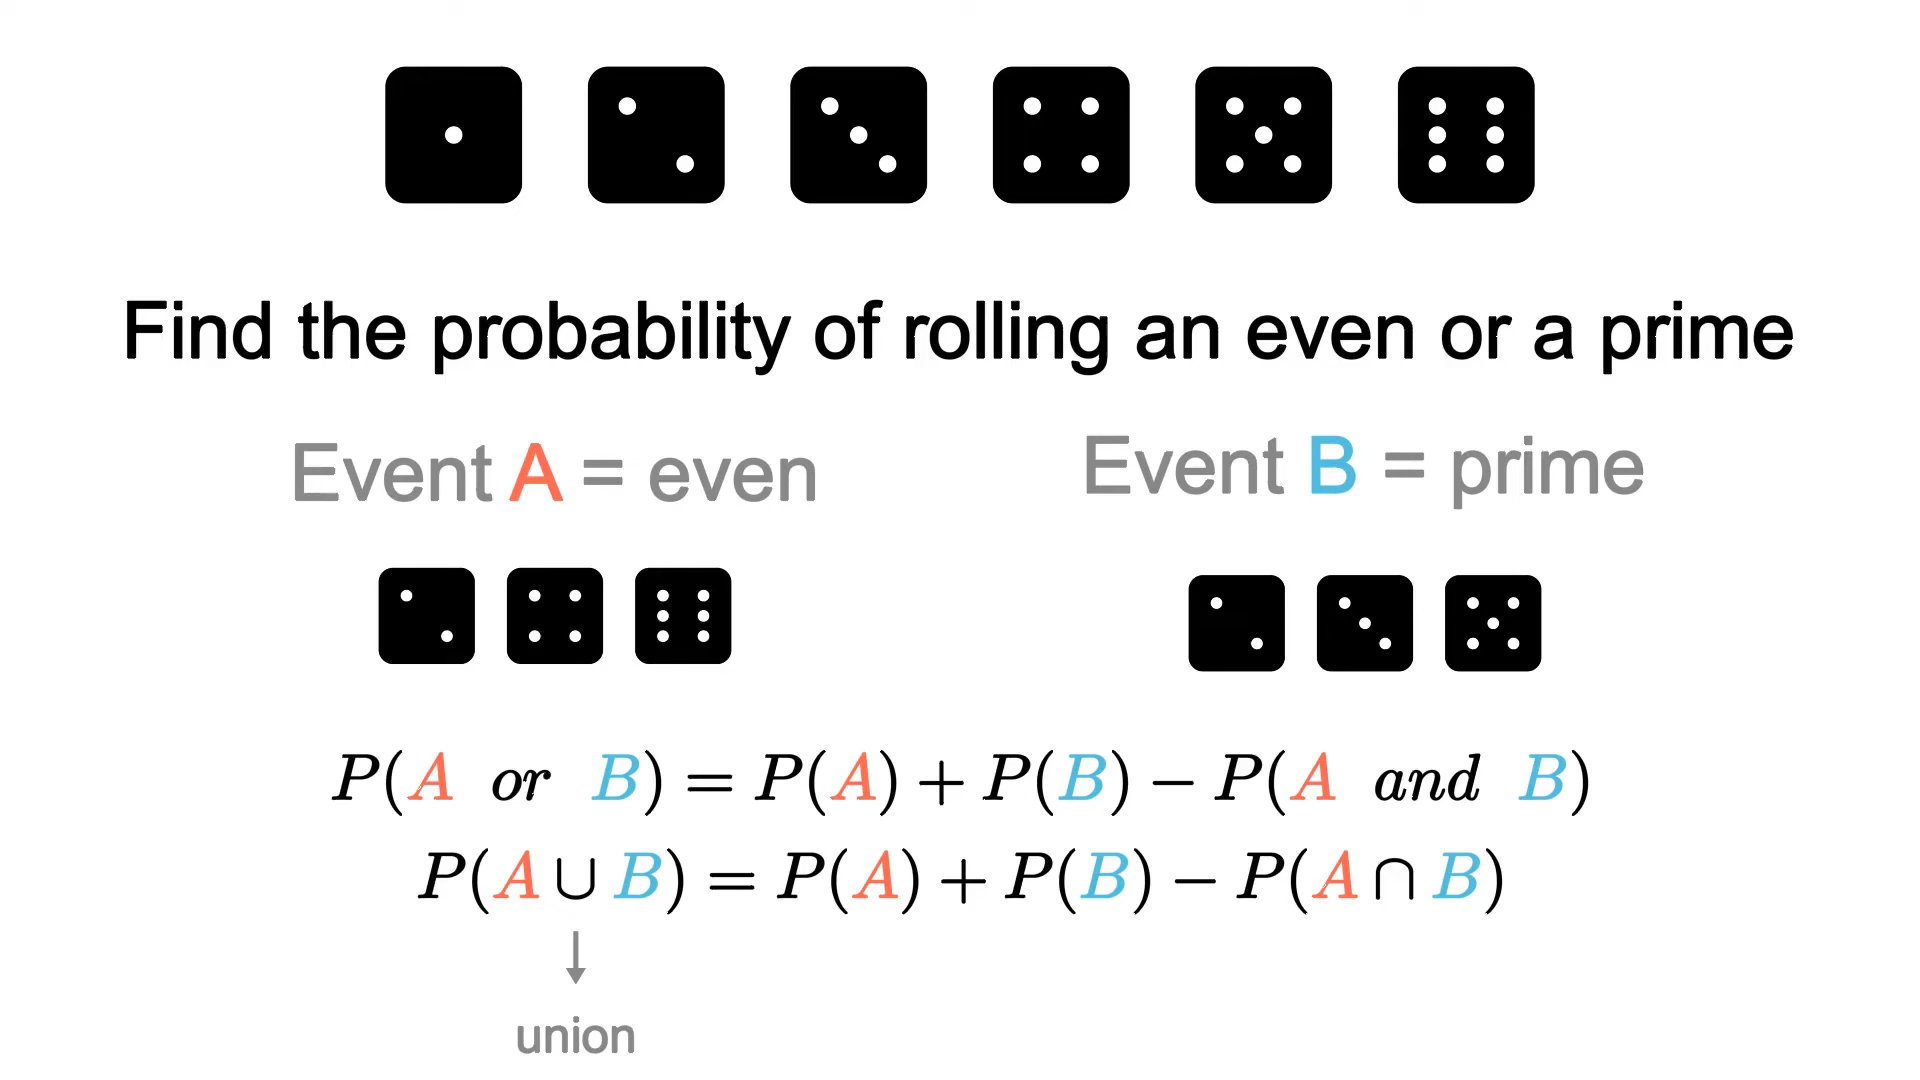 Find the probability of rolling an even or a prime
Event A = even
Event B = prime
P(A or B) = P(A) + P(B) − P(A and B)
P(A ∪ B) = P(A) + P(B) − P(A ∩ B)
union